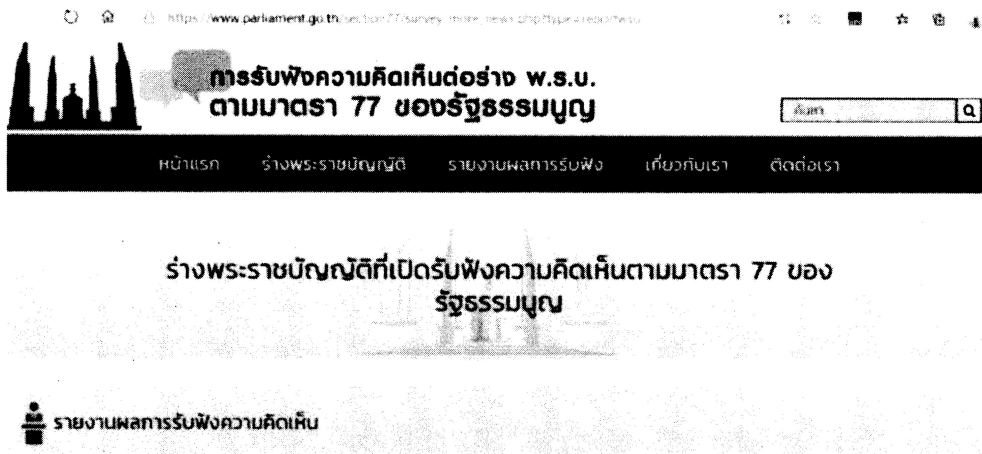 https://www.parliament.go.th/section77/survey_more_news.php?type=reportresu
การรับฟังความคิดเห็นต่อร่าง พ.ร.บ.
ตามมาตรา 77 ของรัฐธรรมนูญ
ค้นหา
หน้าแรก ร่างพระราชบัญญัติ รายงานผลการรับฟัง เกี่ยวกับเรา ติดต่อเรา
ร่างพระราชบัญญัติที่เปิดรับฟังความคิดเห็นตามมาตรา 77 ของ
รัฐธรรมนูญ
รายงานผลการรับฟังความคิดเห็น